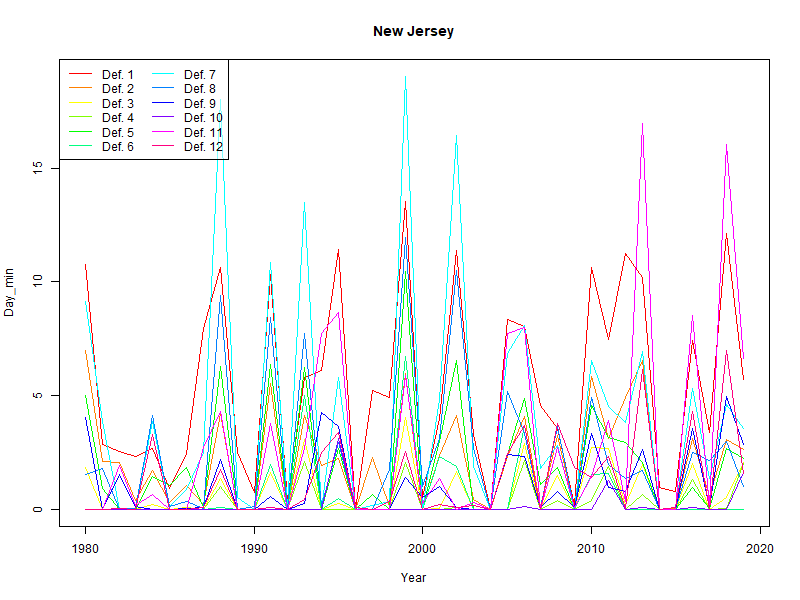 New Jersey
Def. 1
Def. 2
Def. 3
Def. 4
Def. 5
Def. 6
Def. 7
Def. 8
Def. 9
Def. 10
Def. 11
Def. 12
15
10
5
0
Day_min
1980
1990
2000
2010
2020
Year